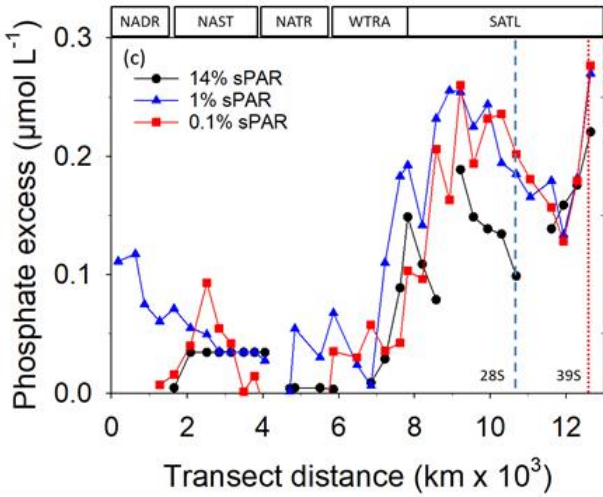 NADR NAST NATR WTRA SATL
(c)
14% sPAR
1% sPAR
0.1% sPAR
Phosphate excess (µmol L⁻¹)
0.3
0.2
0.1
0.0
28S 39S
0 2 4 6 8 10 12
Transect distance (km x 10³)